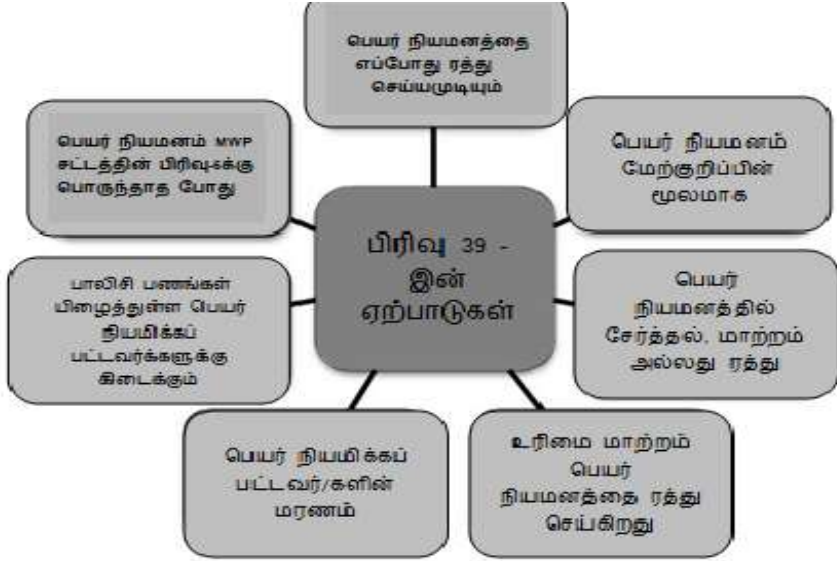 பெயர் நியமனத்தை
எப்போது ரத்து
செய்யமுடியும்
பெயர் நியமனம்
மேற்குறிப்பின்
மூலமாக
பெயர்
நியமனத்தில்
சேர்த்தல், மாற்றம்
அல்லது ரத்து
உரிமை மாற்றம்
பெயர்
நியமனத்தை ரத்து
செய்கிறது
பெயர் நியமிக்கப்
பட்டவர்/களின்
மரணம்
பாலிசி பணங்கள்
பிழைத்துள்ள பெயர்
நியமிக்கப்
பட்டவர்க்களுக்கு
கிடைக்கும்
பெயர் நியமனம் MWP
சட்டத்தின்
பொருந்தாத போது
பிரிவு 39 -
இன்
ஏற்பாடுகள்